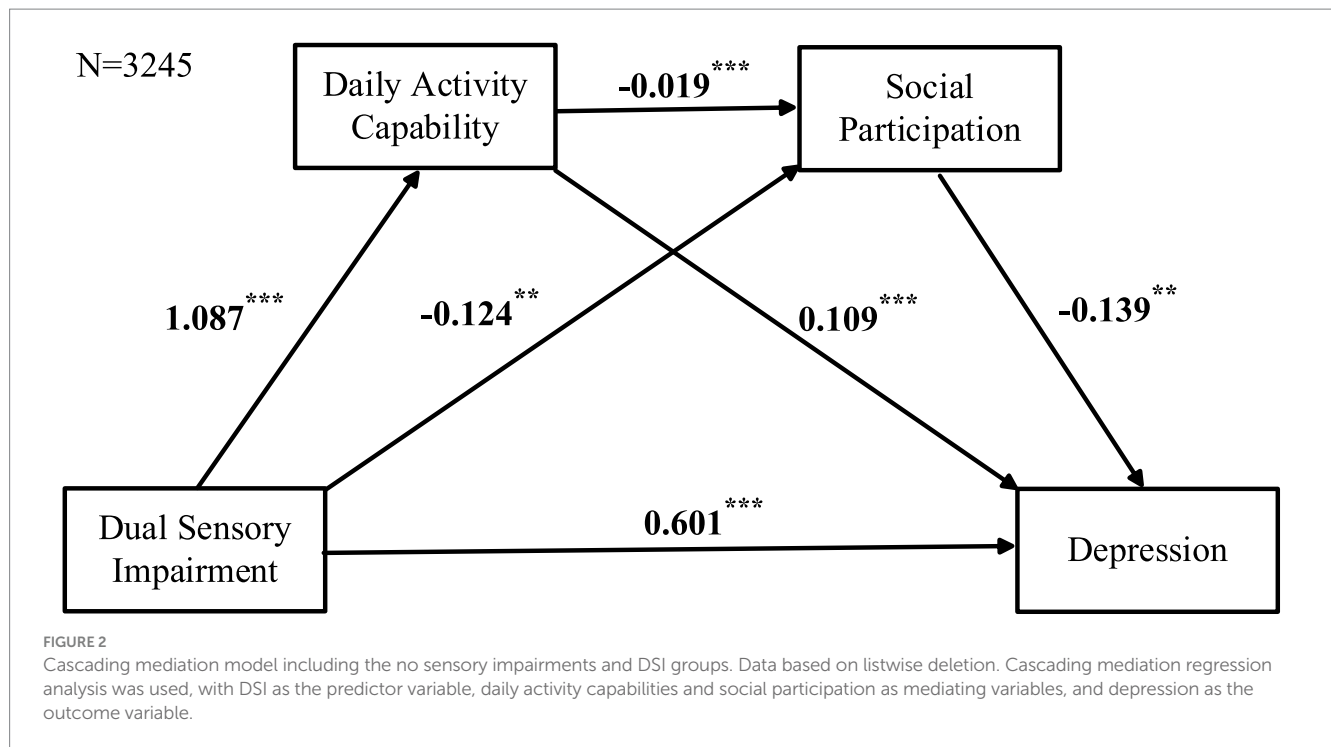 N=3245
Daily Activity
Capability
-0.019***
Social
Participation
1.087***
-0.124**
0.109***
-0.139**
Dual Sensory
Impairment
0.601***
Depression
FIGURE 2
Cascading mediation model including the no sensory impairments and DSI groups. Data based on listwise deletion. Cascading mediation regression
analysis was used, with DSI as the predictor variable, daily activity capabilities and social participation as mediating variables, and depression as the
outcome variable.